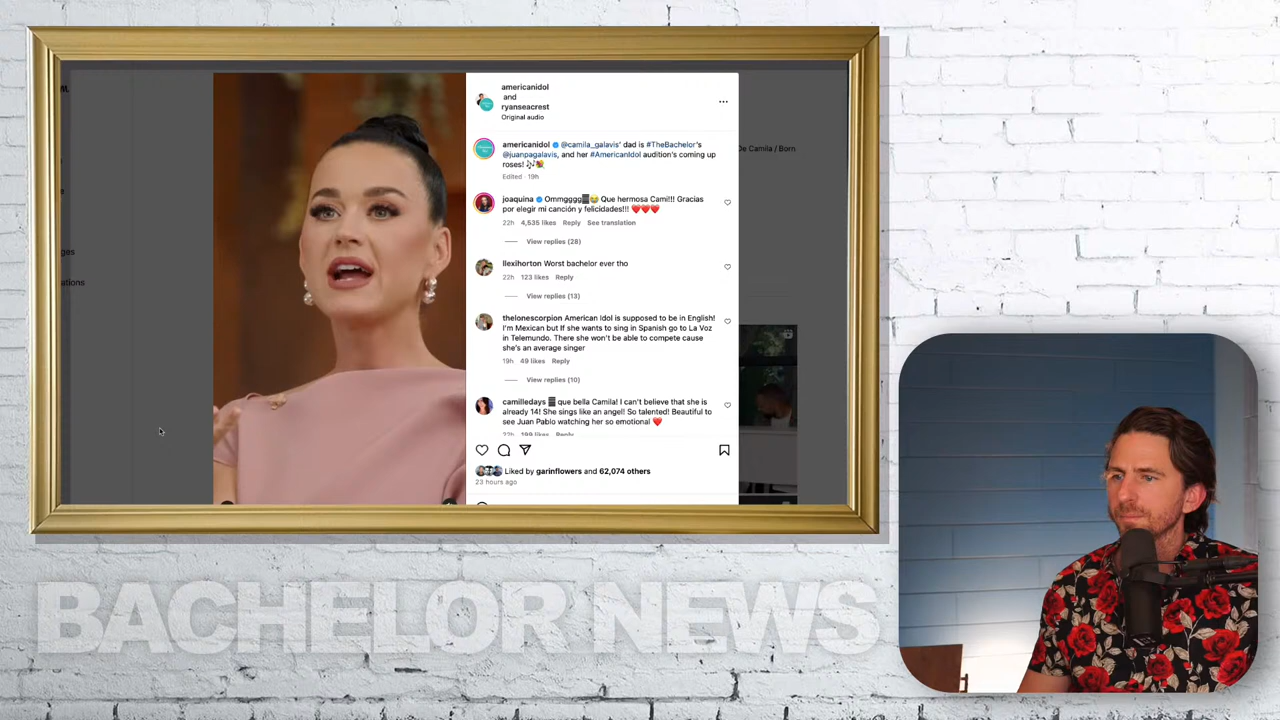 americanidol
and
ryanseacrest
Original audio
americanidol @camila_galavis' dad is #TheBachelor's
@juanpagalavis, and her #AmericanIdol audition's coming up
roses! 🎶🌹
Edited · 19h
joaquina Ommgggg😭 Que hermosa Cami!!! Gracias
por elegir mi canción y felicidades!!! ❤️❤️❤️
22h 4,535 likes Reply See translation
View replies (28)
llexihorton Worst bachelor ever tho
22h 123 likes Reply
View replies (13)
thelonescorpion American Idol is supposed to be in English!
I'm Mexican but If she wants to sing in Spanish go to La Voz
in Telemundo. There she won't be able to compete cause
she's an average singer
19h 49 likes Reply
View replies (10)
camilledays que bella Camila! I can't believe that she is
already 14! She sings like an angel! So talented! Beautiful to
see Juan Pablo watching her so emotional ❤️
22h 199 likes Reply
Liked by garinflowers and 62,074 others
23 hours ago
De Camila / Born
BACHELOR NEWS